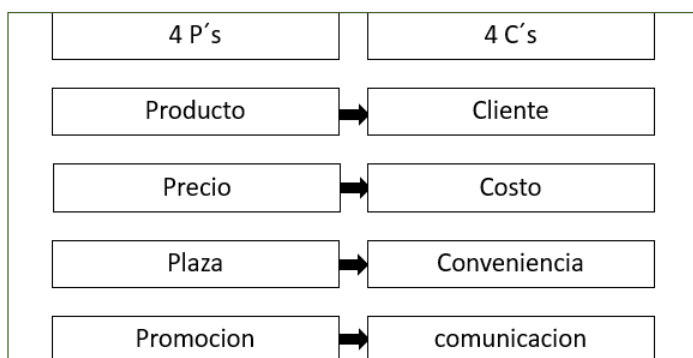 4 P´s
4 C´s
Producto
Cliente
Precio
Costo
Plaza
Conveniencia
Promocion
comunicacion